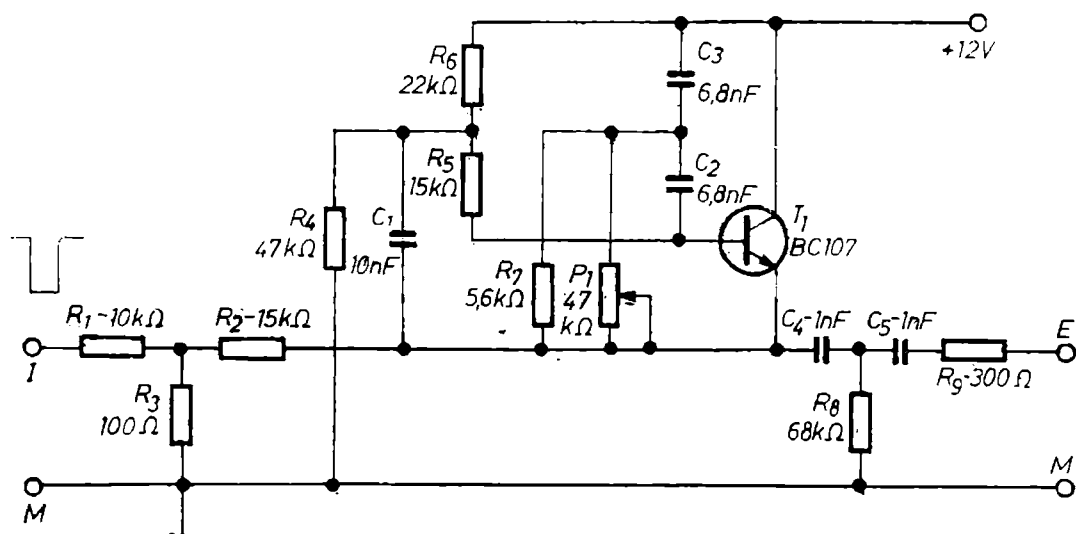 +12V
R6
22kΩ
C3
6,8nF
R5
15kΩ
C2
6,8nF
R4
47kΩ
C1
10nF
T1
BC107
R7
5,6kΩ
P1
47
kΩ
R1-10kΩ
R2-15kΩ
C4-1nF
C5-1nF
E
I
R3
100Ω
R9-300Ω
R8
68kΩ
M
M